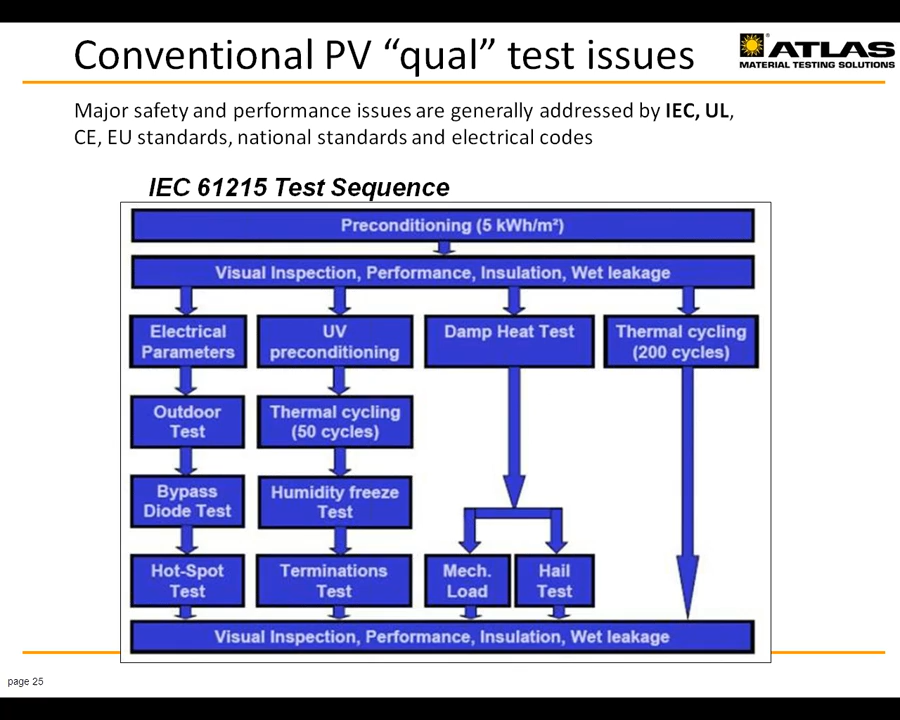 Conventional PV “qual” test issues
ATLAS
MATERIAL TESTING SOLUTIONS
Major safety and performance issues are generally addressed by IEC, UL,
CE, EU standards, national standards and electrical codes
IEC 61215 Test Sequence
Preconditioning (5 kWh/m²)
Visual Inspection, Performance, Insulation, Wet leakage
Electrical
Parameters
UV
preconditioning
Damp Heat Test
Thermal cycling
(200 cycles)
Outdoor
Test
Thermal cycling
(50 cycles)
Bypass
Diode Test
Humidity freeze
Test
Hot-Spot
Test
Terminations
Test
Mech.
Load
Hail
Test
Visual Inspection, Performance, Insulation, Wet leakage
page 25